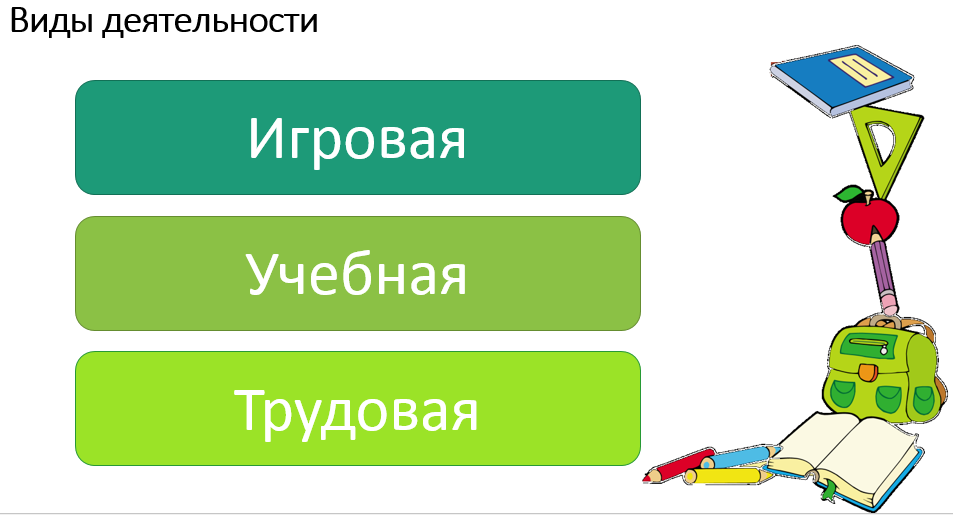 Виды деятельности
Игровая
Учебная
Трудовая